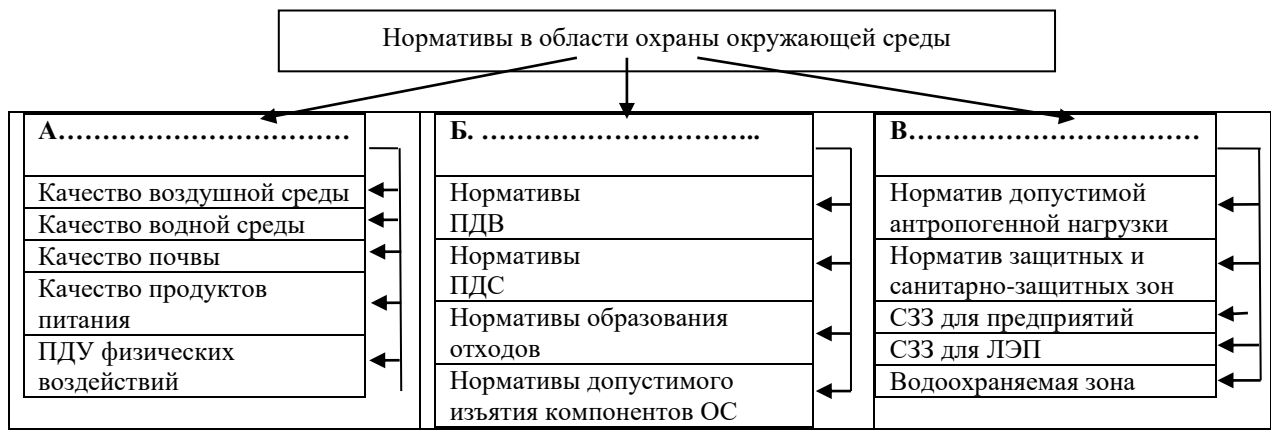 Нормативы в области охраны окружающей среды
А……………………………
Качество воздушной среды
Качество водной среды
Качество почвы
Качество продуктов
питания
ПДУ физических
воздействий
Б. …………………………..
Нормативы
ПДВ
Нормативы
ПДС
Нормативы образования
отходов
Нормативы допустимого
изъятия компонентов ОС
В……………………………
Норматив допустимой
антропогенной нагрузки
Норматив защитных и
санитарно-защитных зон
СЗЗ для предприятий
СЗЗ для ЛЭП
Водоохраняемая зона